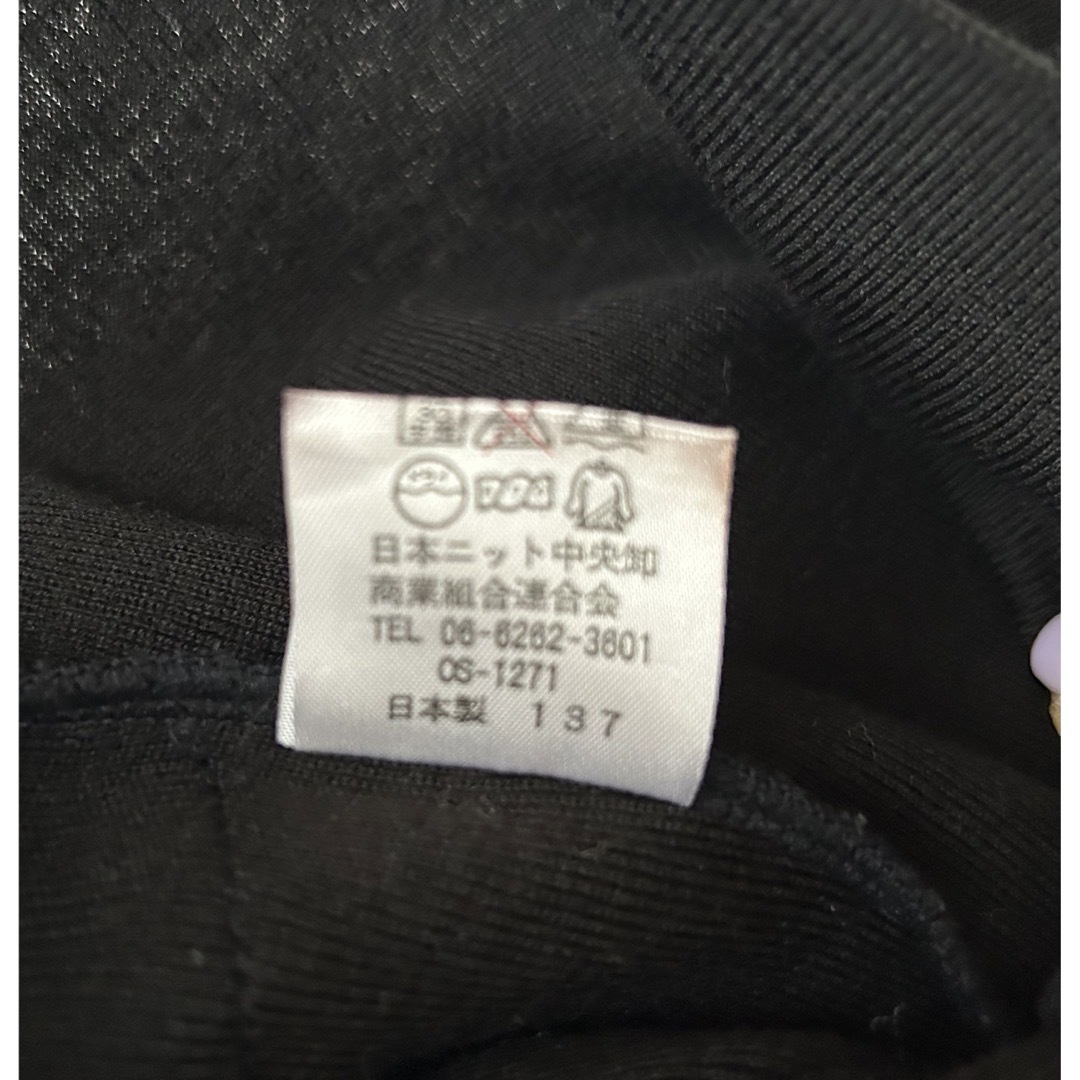 日本ニット中央卸
商業組合連合会
TEL 06-6262-3601
OS-1271
日本製 137